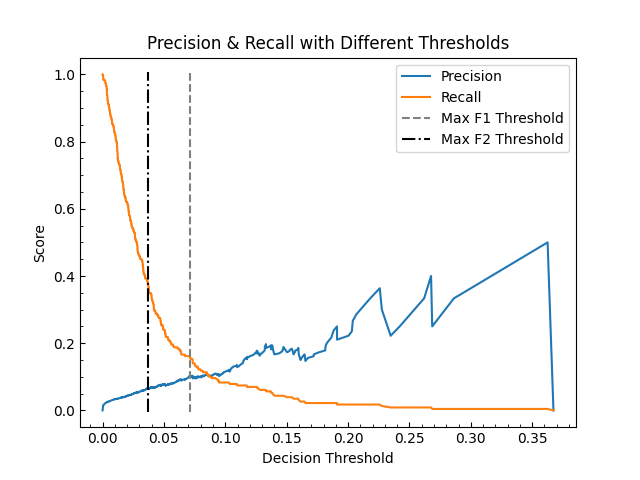 Precision & Recall with Different Thresholds
Precision
Recall
Max F1 Threshold
Max F2 Threshold
1.0
0.8
0.6
0.4
0.2
0.0
Score
0.00 0.05 0.10 0.15 0.20 0.25 0.30 0.35
Decision Threshold